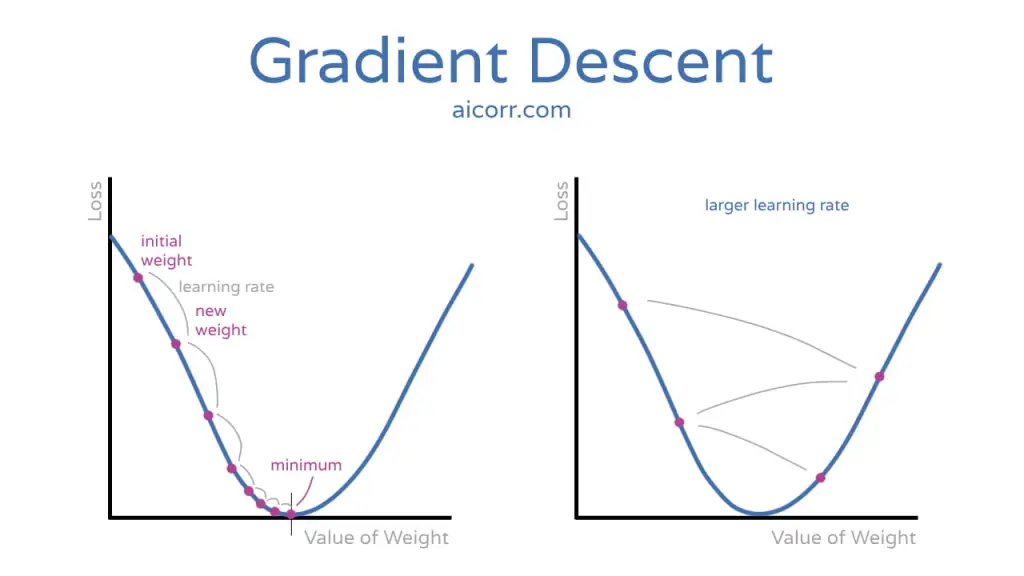 Gradient Descent
aicorr.com
Loss
initial
weight
learning rate
new
weight
minimum
Value of Weight
Loss
larger learning rate
Value of Weight